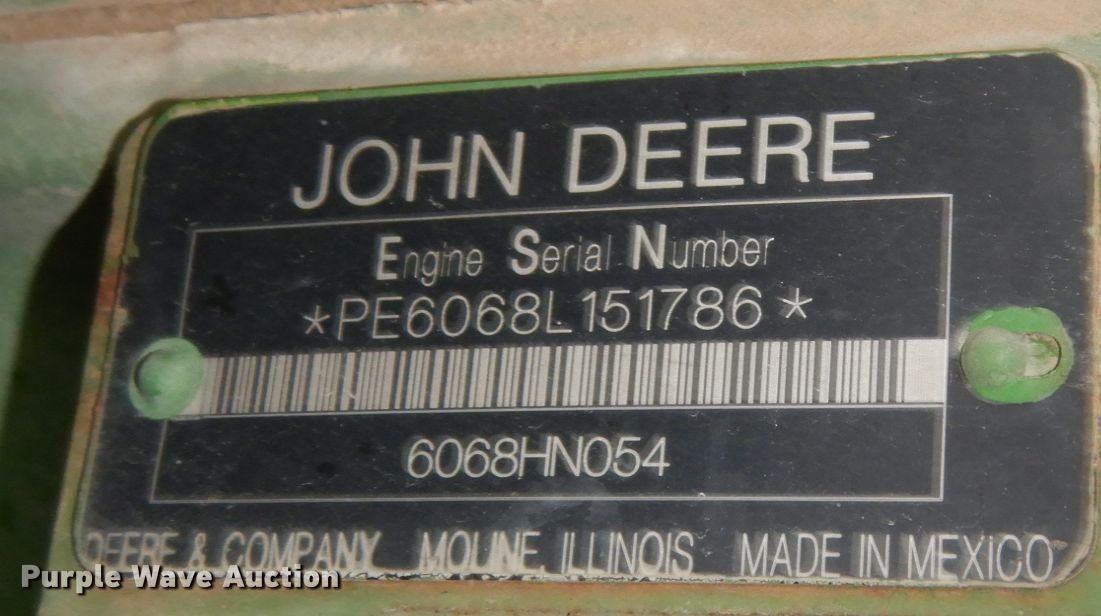 JOHN DEERE
Engine Serial Number
*PE6068L151786*
6068HN054
DEERE & COMPANY MOLINE, ILLINOIS MADE IN MEXICO
Purple Wave Auction